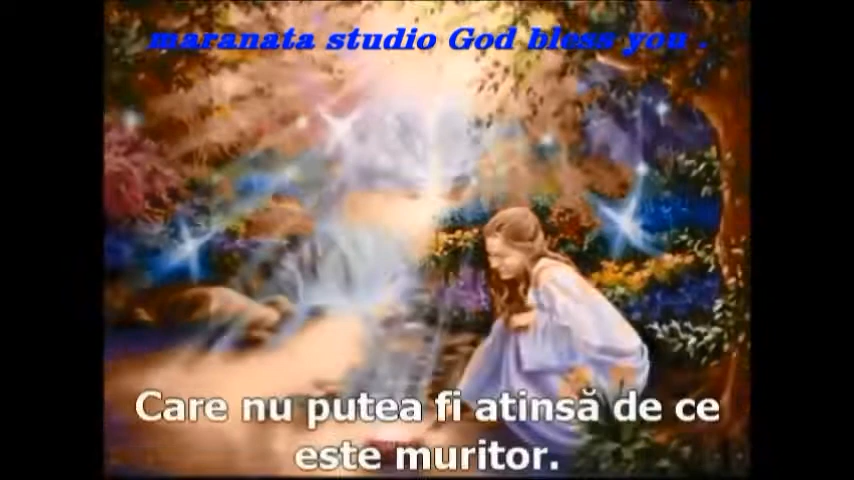 maranata studio God bless you .
Care nu putea fi atinsă de ce
este muritor.